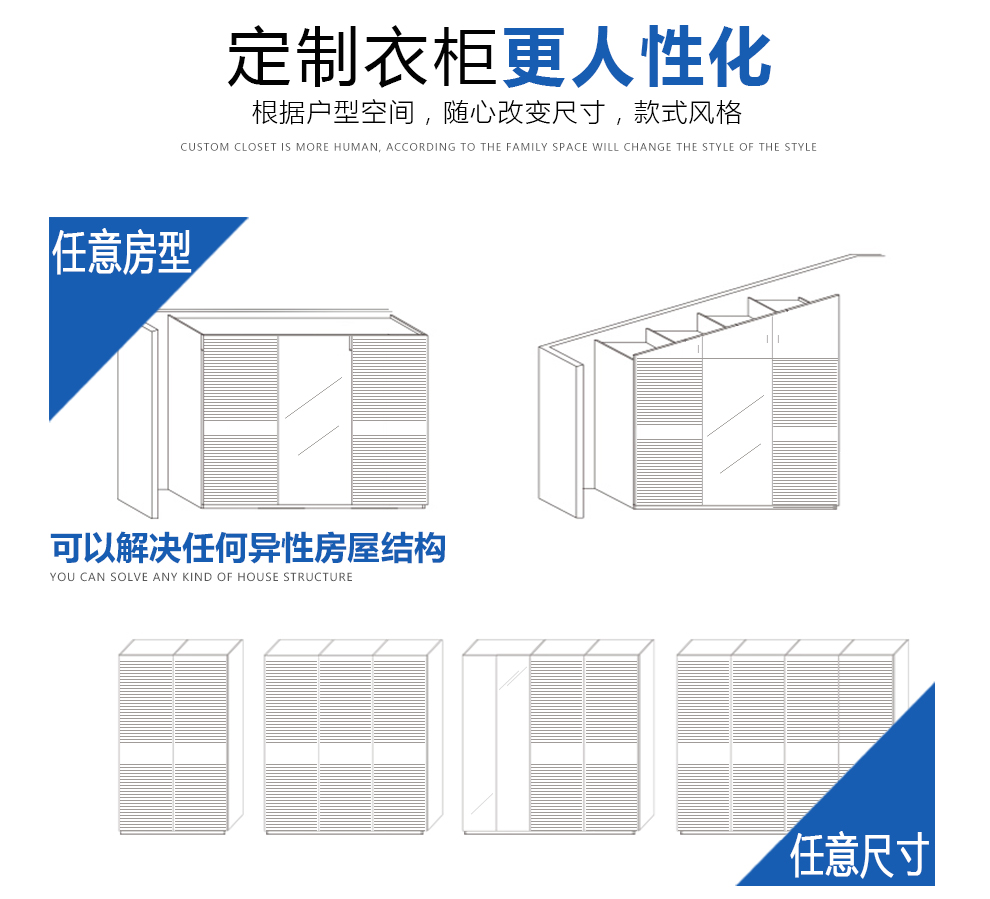 定制衣柜更人性化
根据户型空间，随心改变尺寸，款式风格
CUSTOM CLOSET IS MORE HUMAN, ACCORDING TO THE FAMILY SPACE WILL CHANGE THE STYLE OF THE STYLE
任意房型
可以解决任何异性房屋结构
YOU CAN SOLVE ANY KIND OF HOUSE STRUCTURE
任意尺寸